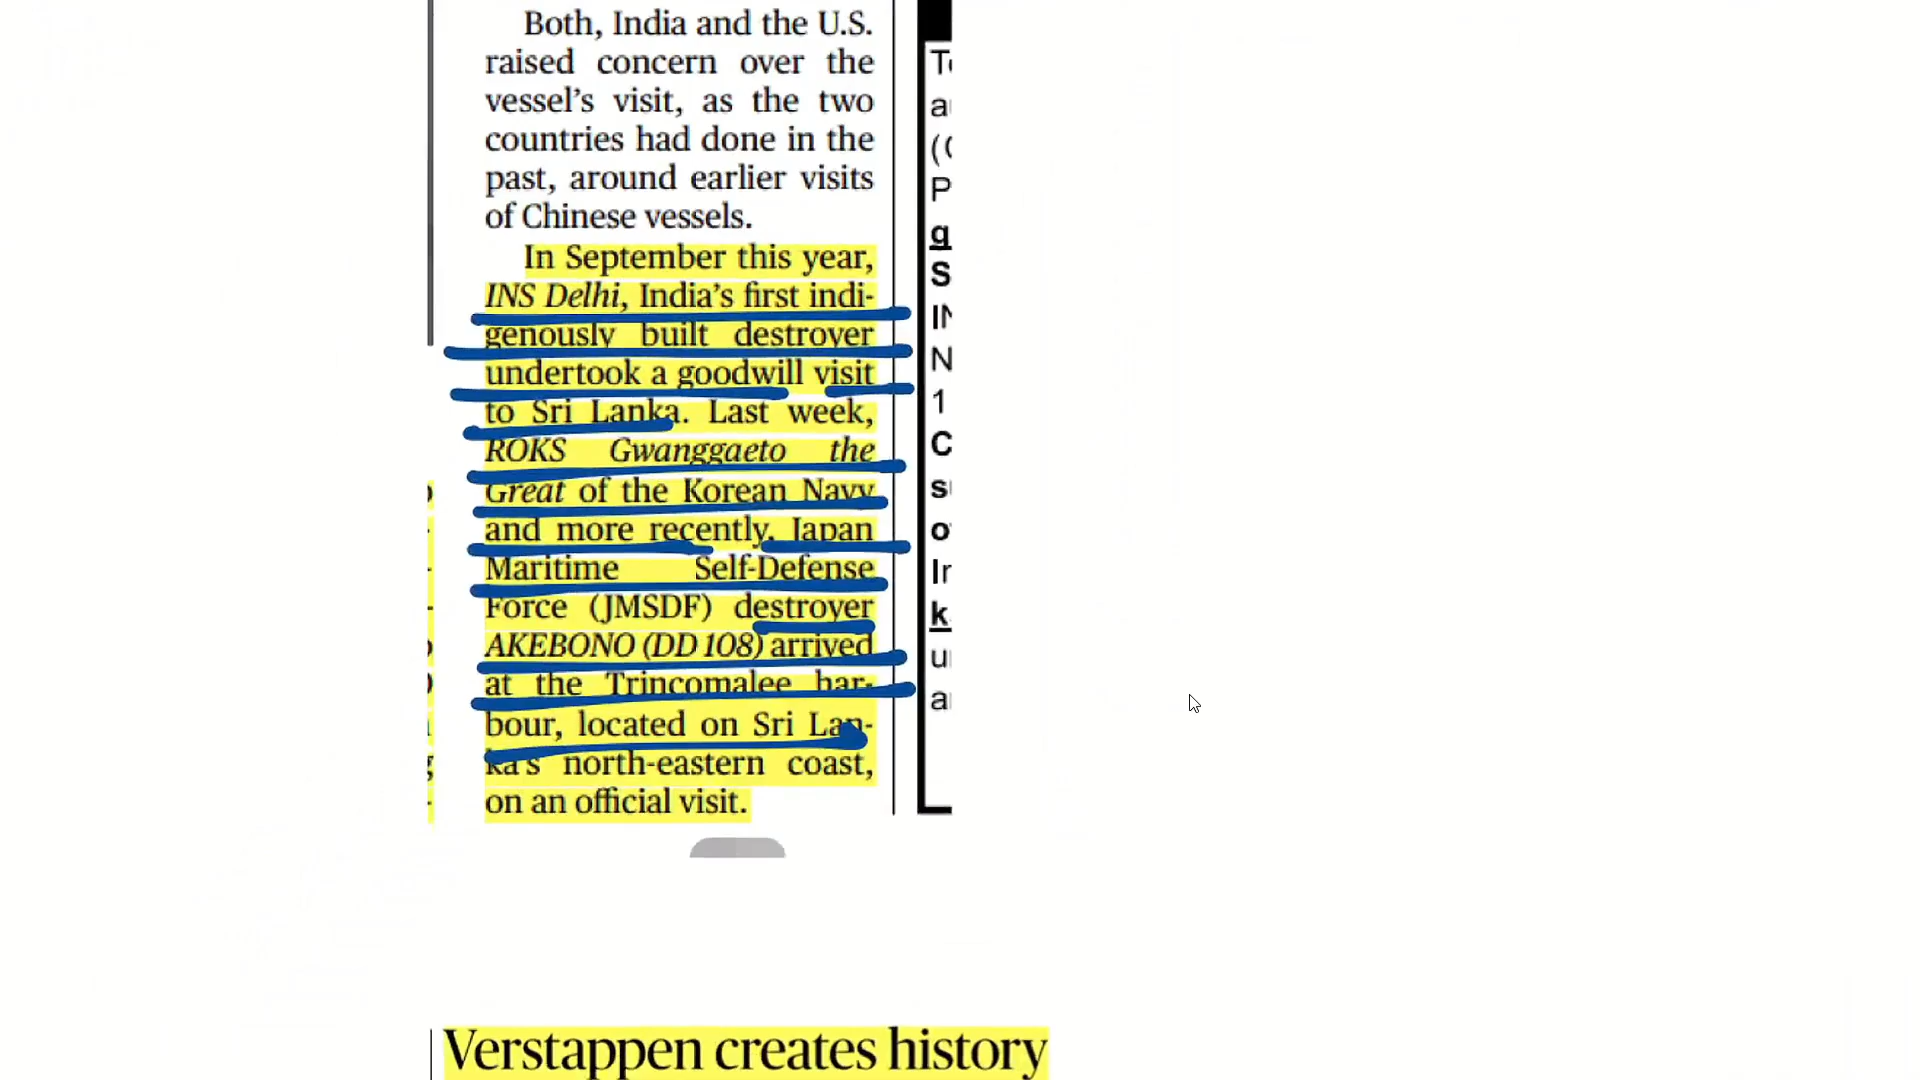 Both, India and the U.S.
raised concern over the
vessel’s visit, as the two
countries had done in the
past, around earlier visits
of Chinese vessels.
In September this year,
INS Delhi, India’s first indi-
genously built destroyer
undertook a goodwill visit
to Sri Lanka. Last week,
ROKS Gwanggaeto the
Great of the Korean Navy
and more recently, Japan
Maritime Self-Defense
Force (JMSDF) destroyer
AKEBONO (DD 108) arrived
at the Trincomalee har-
bour, located on Sri Lan-
ka’s north-eastern coast,
on an official visit.
Verstappen creates history